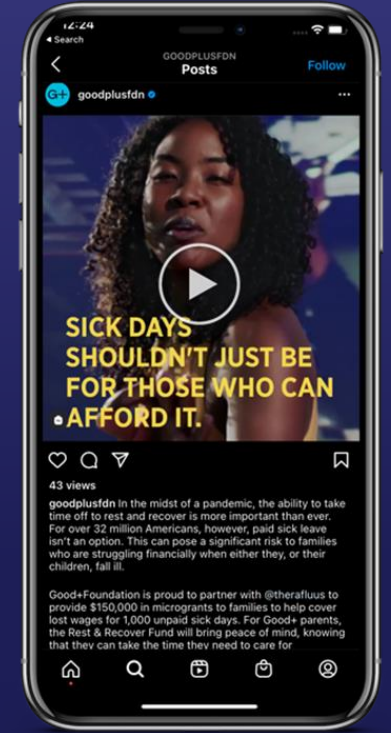 12:24
Search
GOODPLUSFDN
Posts
Follow
G+ goodplusfdn
SICK DAYS
SHOULDN'T JUST BE
FOR THOSE WHO CAN
AFFORD IT.
43 views
goodplusfdn In the midst of a pandemic, the ability to take
time off to rest and recover is more important than ever.
For over 32 million Americans, however, paid sick leave
isn't an option. This can pose a significant risk to families
who are struggling financially when either they, or their
children, fall ill.
Good+Foundation is proud to partner with @therafluus to
provide $150,000 in microgrants to families to help cover
lost wages for 1,000 unpaid sick days. For Good+ parents,
the Rest & Recover Fund will bring peace of mind, knowing
that they can take the time they need to care for